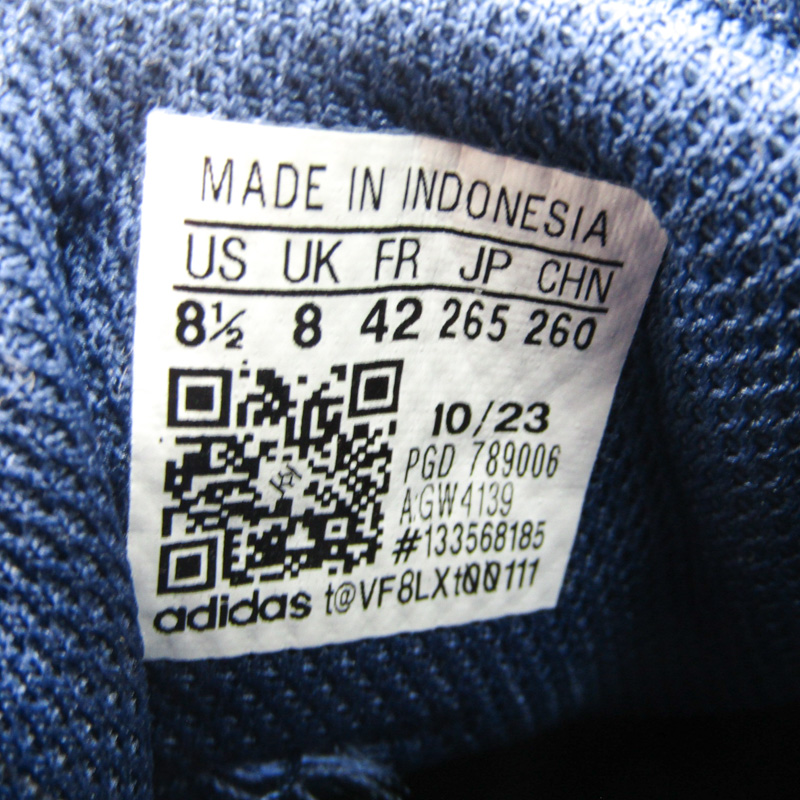 MADE IN INDONESIA
US UK FR JP CHN
8½ 8 42 265 260
10/23
PGD 789006
A:GW4139
#133568185
adidas t@VF8LXt00111